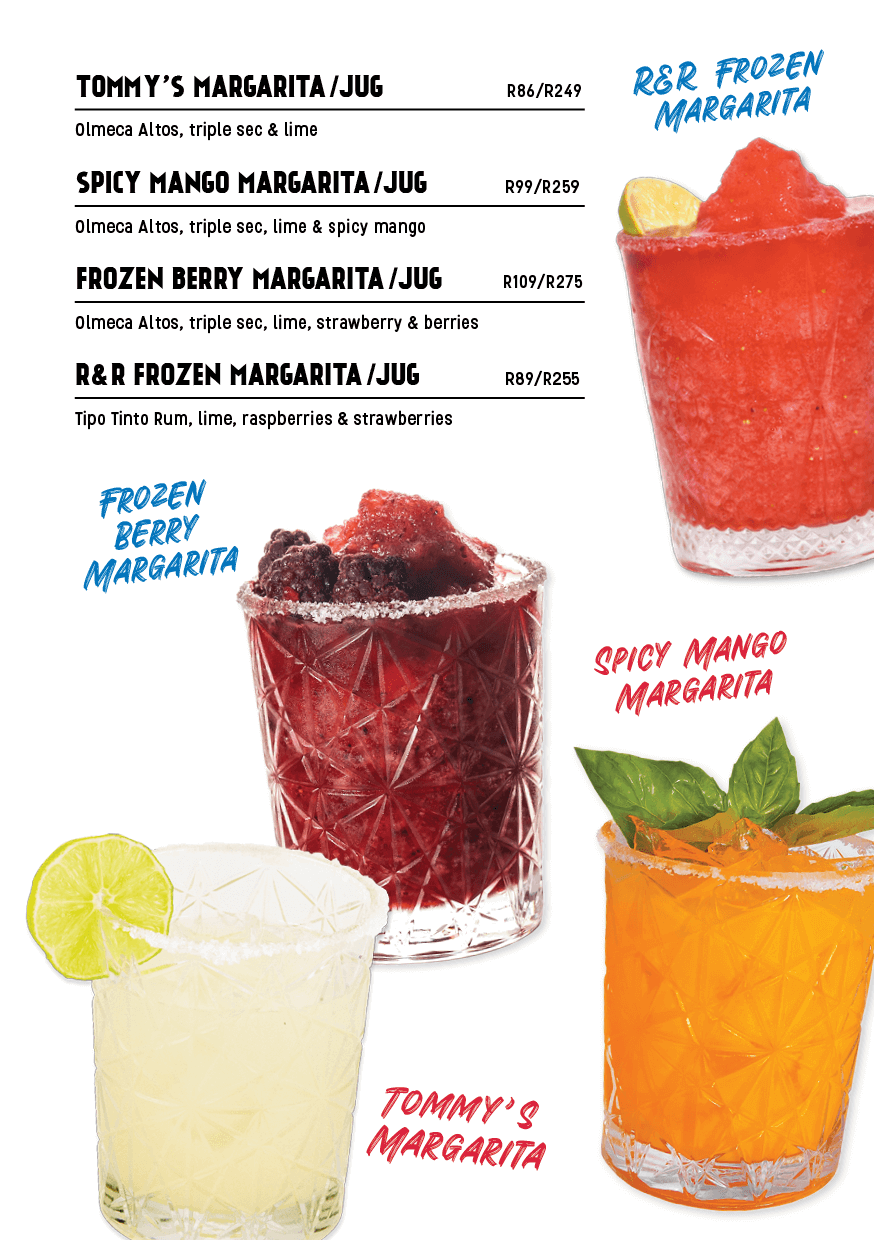 TOMMY'S MARGARITA/JUG R86/R249
Olmeca Altos, triple sec & lime
SPICY MANGO MARGARITA/JUG R99/R259
Olmeca Altos, triple sec, lime & spicy mango
FROZEN BERRY MARGARITA/JUG R109/R275
Olmeca Altos, triple sec, lime, strawberry & berries
R&R FROZEN MARGARITA/JUG R89/R255
Tipo Tinto Rum, lime, raspberries & strawberries
R&R FROZEN
MARGARITA
FROZEN
BERRY
MARGARITA
SPICY MANGO
MARGARITA
TOMMY'S
MARGARITA